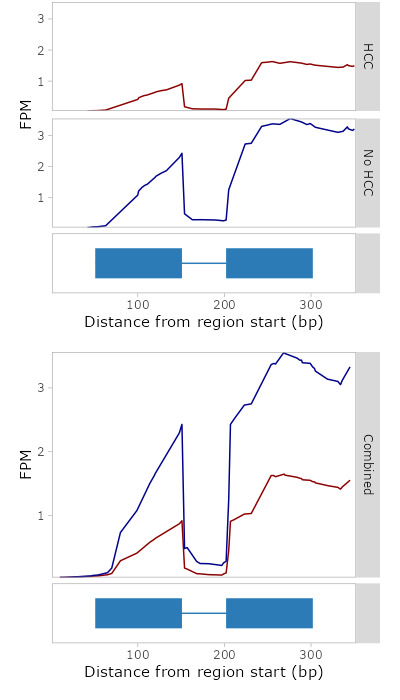 3
2
1
HCC
FPM
3
2
1
No HCC
100
200
300
Distance from region start (bp)
3
2
1
FPM
Combined
100
200
300
Distance from region start (bp)